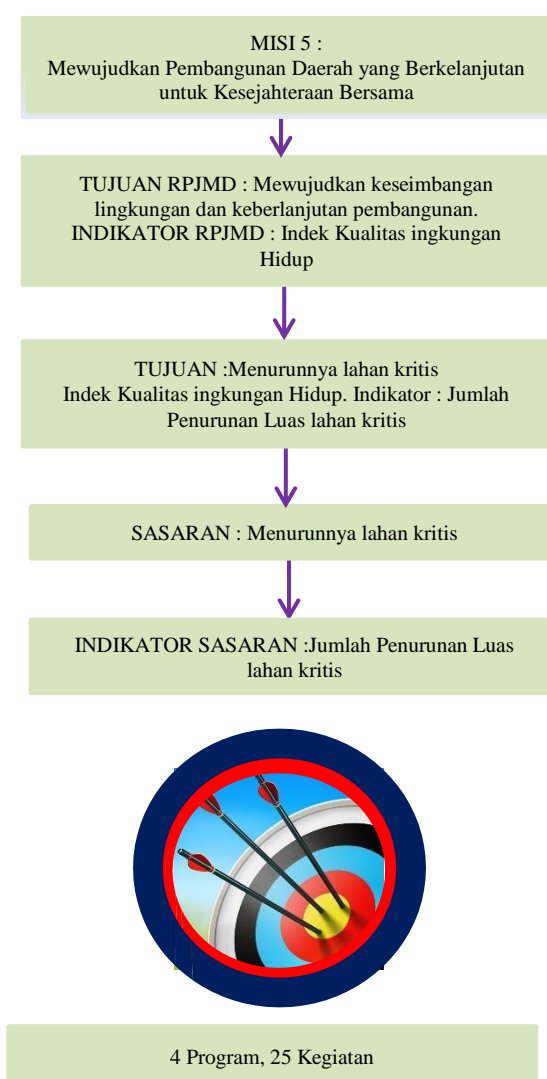 MISI 5 :
Mewujudkan Pembangunan Daerah yang Berkelanjutan
untuk Kesejahteraan Bersama
TUJUAN RPJMD : Mewujudkan keseimbangan
lingkungan dan keberlanjutan pembangunan.
INDIKATOR RPJMD : Indek Kualitas ingkungan
Hidup
TUJUAN :Menurunnya lahan kritis
Indek Kualitas ingkungan Hidup. Indikator : Jumlah
Penurunan Luas lahan kritis
SASARAN : Menurunnya lahan kritis
INDIKATOR SASARAN :Jumlah Penurunan Luas
lahan kritis
4 Program, 25 Kegiatan